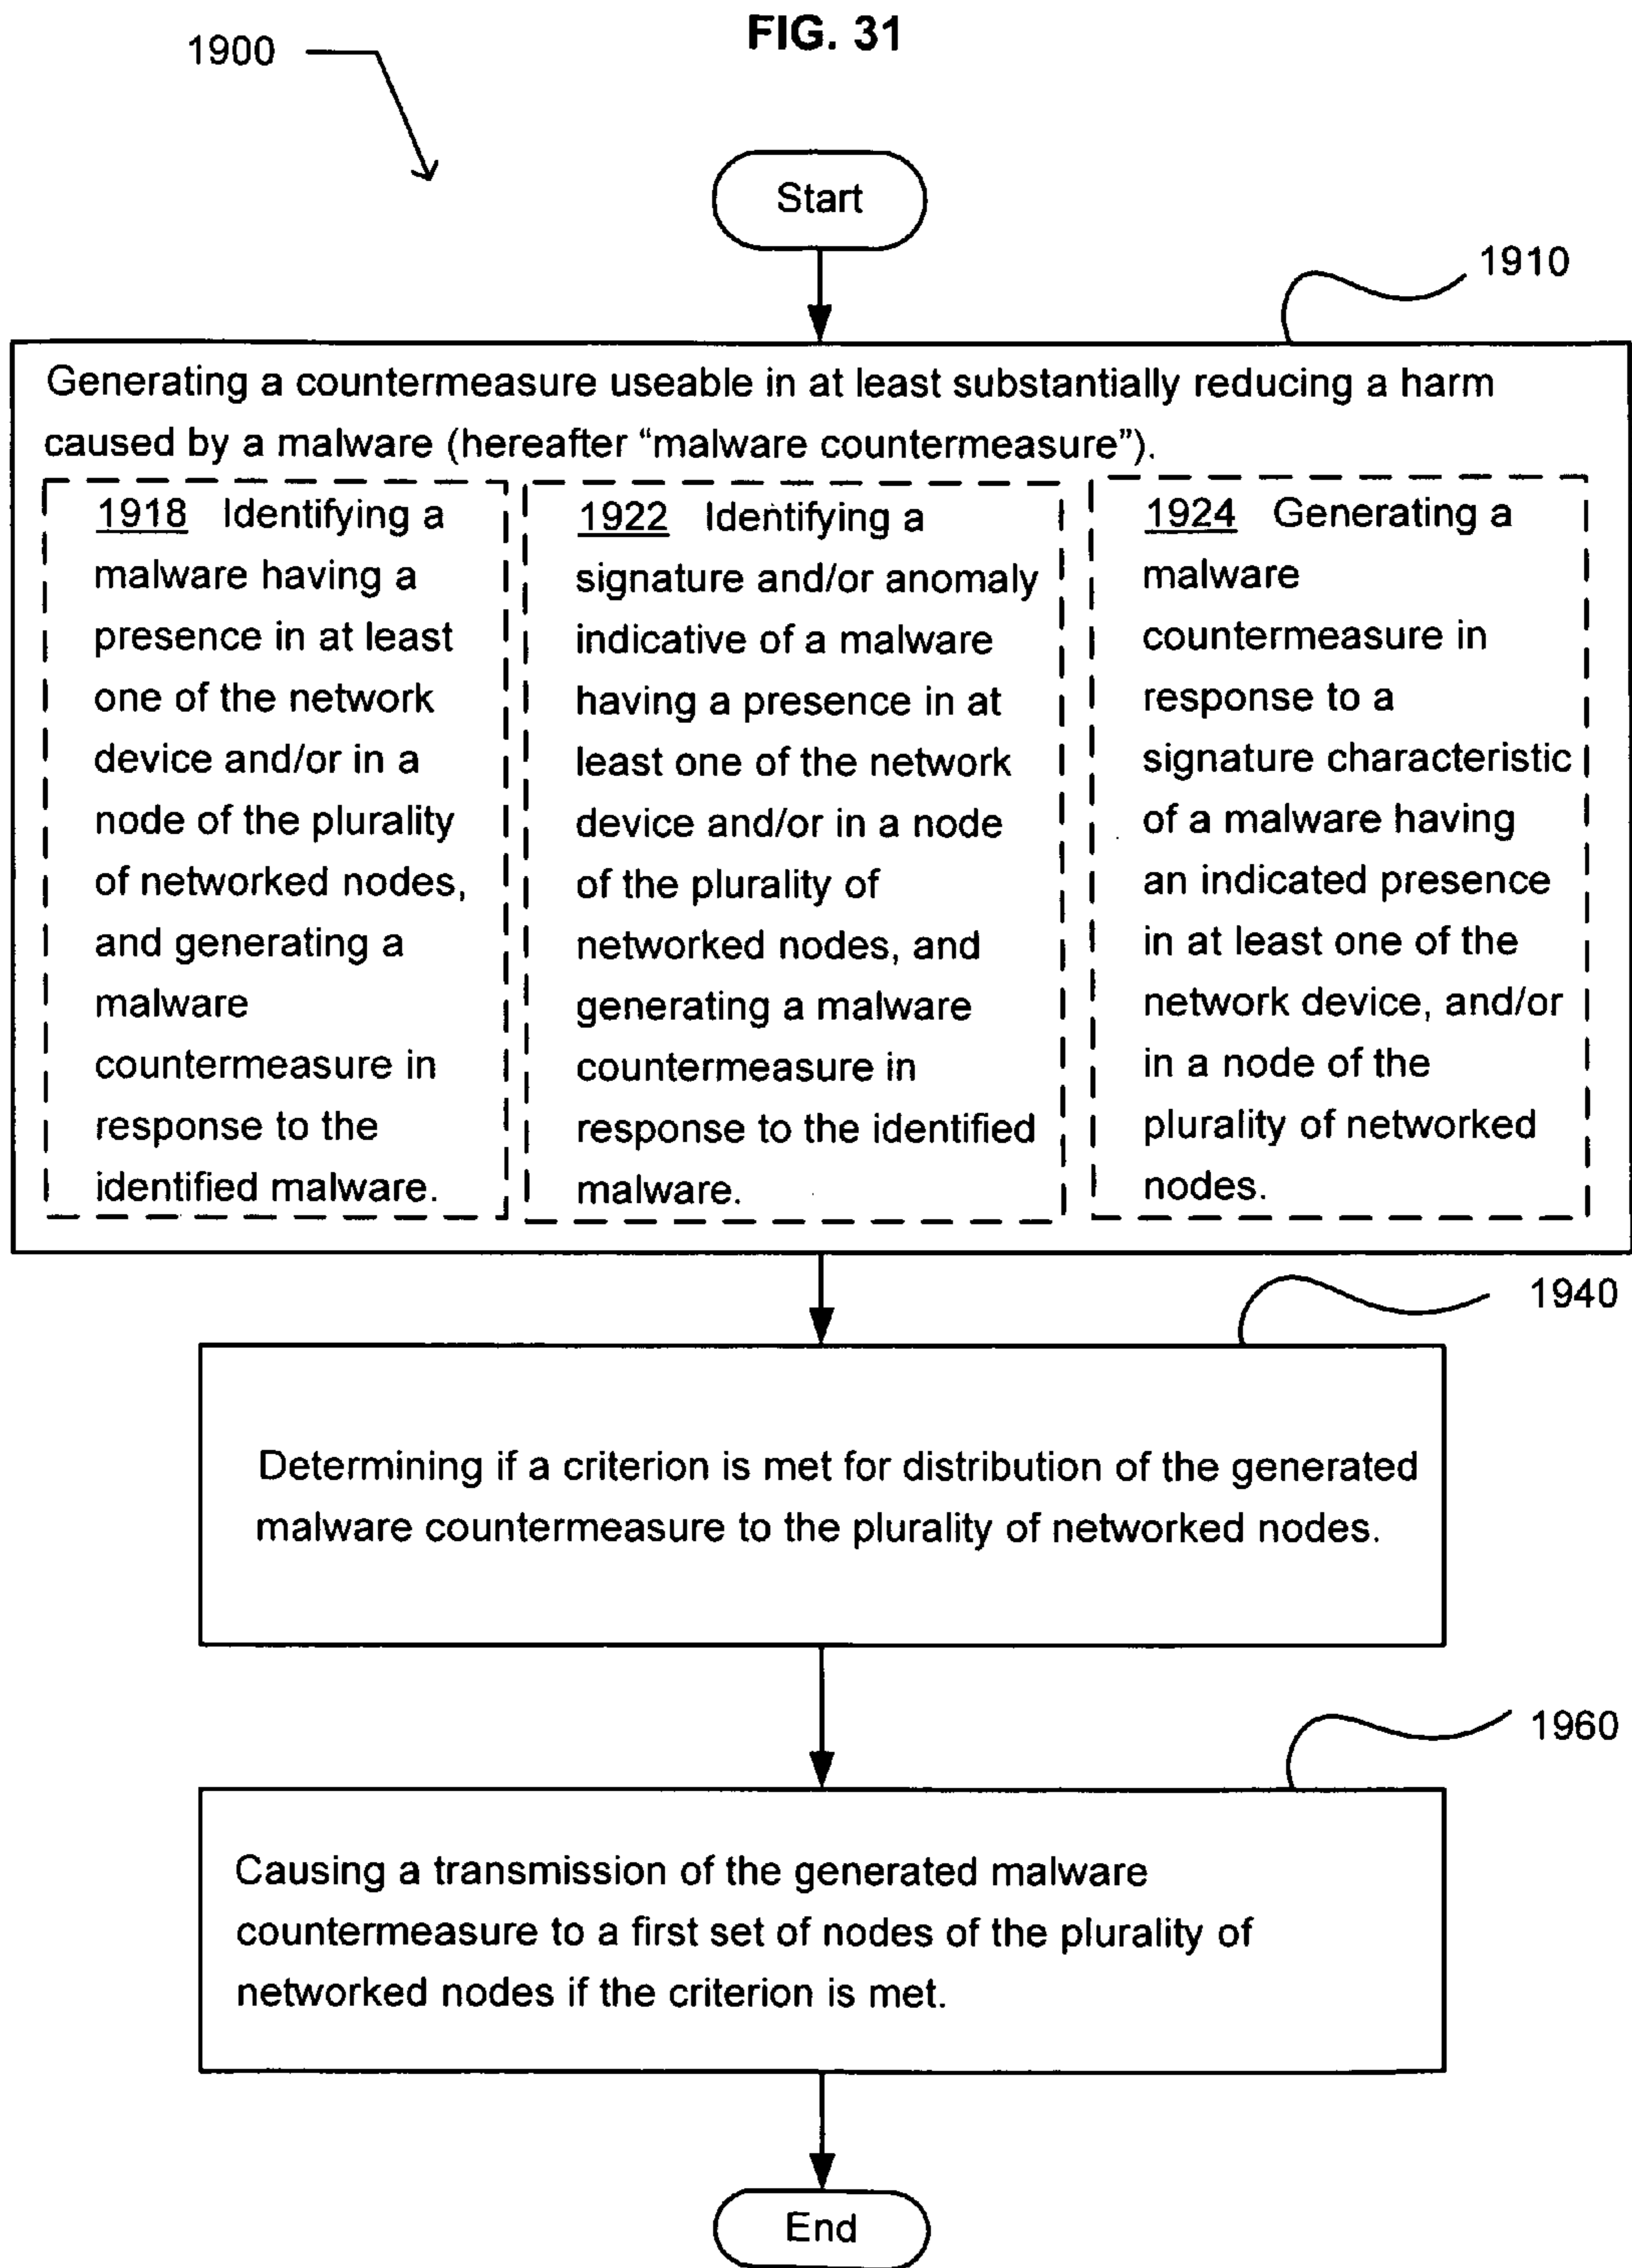 FIG. 31
1900
Start
1910
Generating a countermeasure useable in at least substantially reducing a harm
caused by a malware (hereafter “malware countermeasure”).
1918 Identifying a
malware having a
presence in at least
one of the network
device and/or in a
node of the plurality
of networked nodes,
and generating a
malware
countermeasure in
response to the
identified malware.
1922 Identifying a
signature and/or anomaly
indicative of a malware
having a presence in at
least one of the network
device and/or in a node
of the plurality of
networked nodes, and
generating a malware
countermeasure in
response to the identified
malware.
1924 Generating a
malware
countermeasure in
response to a
signature characteristic
of a malware having
an indicated presence
in at least one of the
network device, and/or
in a node of the
plurality of networked
nodes.
1940
Determining if a criterion is met for distribution of the generated
malware countermeasure to the plurality of networked nodes.
1960
Causing a transmission of the generated malware
countermeasure to a first set of nodes of the plurality of
networked nodes if the criterion is met.
End